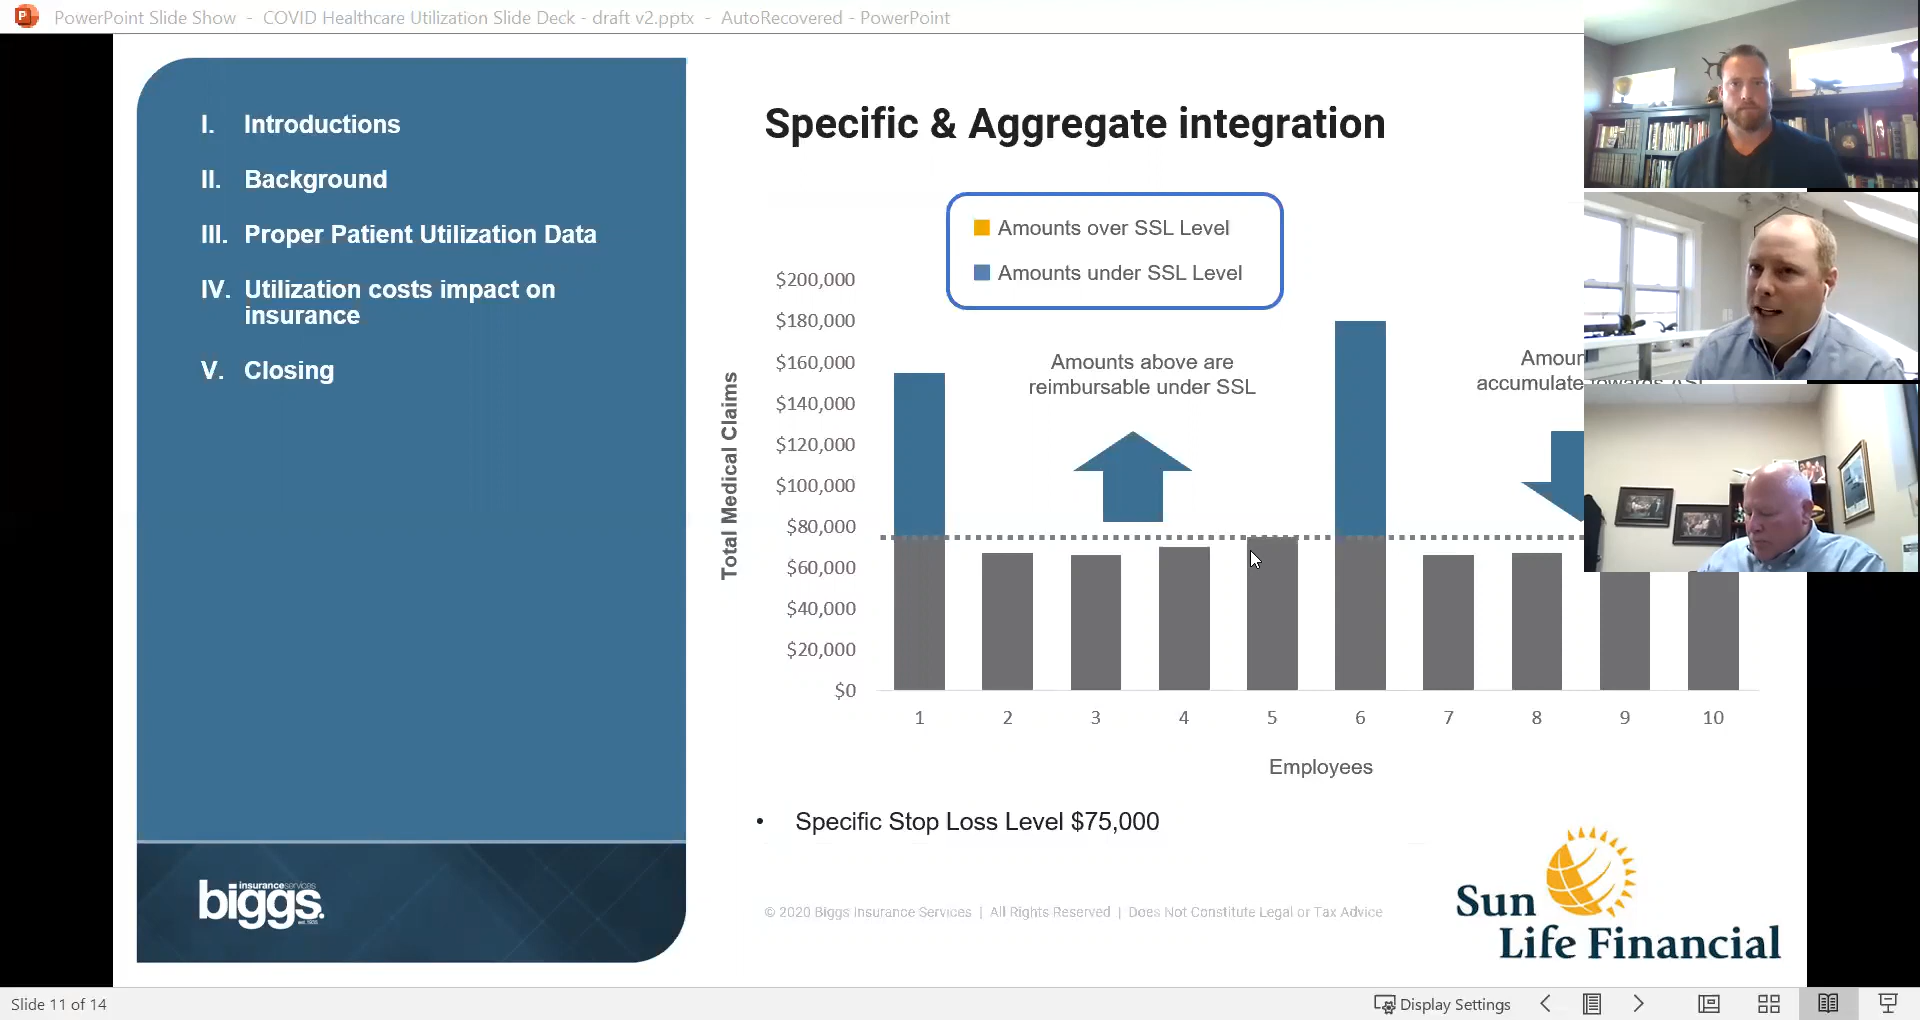 PowerPoint Slide Show - COVID Healthcare Utilization Slide Deck - draft v2.pptx - AutoRecovered - PowerPoint
I. Introductions
II. Background
III. Proper Patient Utilization Data
IV. Utilization costs impact on
insurance
V. Closing
biggs.
insurance services
Specific & Aggregate integration
Amounts over SSL Level
Amounts under SSL Level
Total Medical Claims
$200,000
$180,000
$160,000
$140,000
$120,000
$100,000
$80,000
$60,000
$40,000
$20,000
$0
Amounts above are
reimbursable under SSL
Amoun
accumulate towards
1 2 3 4 5 6 7 8 9 10
Employees
• Specific Stop Loss Level $75,000
© 2020 Biggs Insurance Services | All Rights Reserved | Does Not Constitute Legal or Tax Advice
Sun
Life Financial
Slide 11 of 14
Display Settings